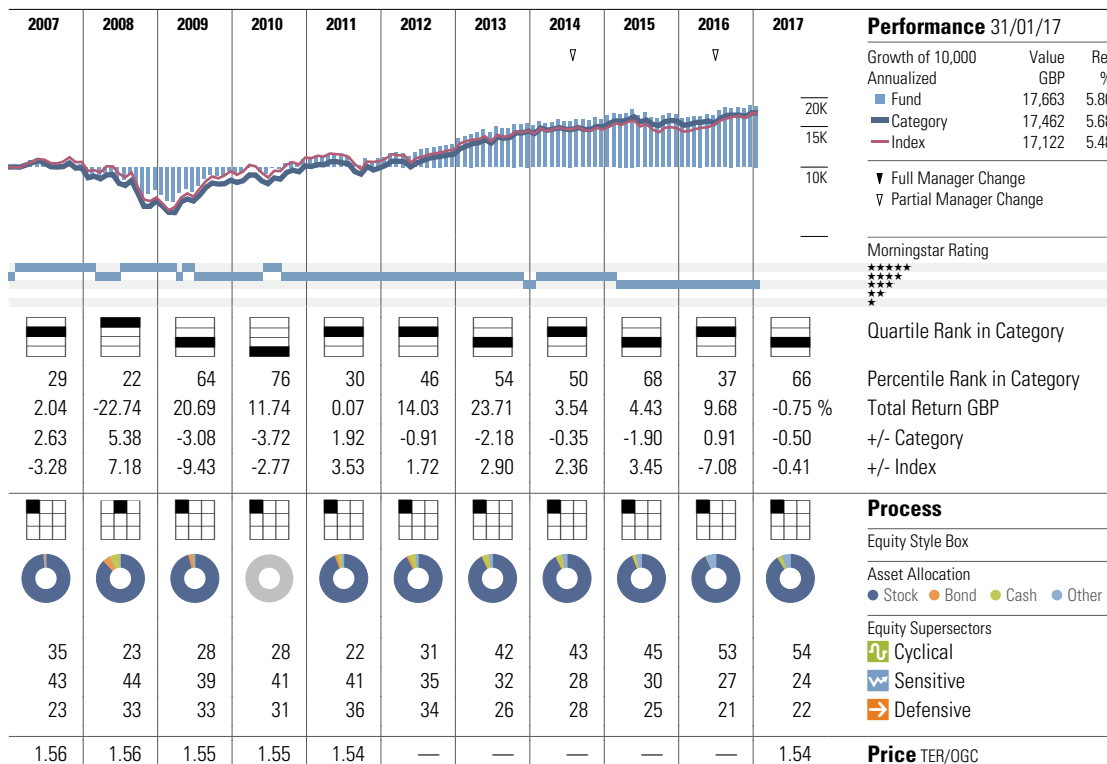 2007 2008 2009 2010 2011 2012 2013 2014 2015 2016 2017 Performance 31/01/17
Growth of 10,000 Value
Annualized GBP %
Fund 17,663
Category 17,462
Index 17,122
20K
15K
10K
▼ Full Manager Change
▽ Partial Manager Change
Morningstar Rating
★★★★★
★★★★
★★★
★★
★
Quartile Rank in Category
29 22 64 76 30 46 54 50 68 37 66 Percentile Rank in Category
2.04 -22.74 20.69 11.74 0.07 14.03 23.71 3.54 4.43 9.68 -0.75 % Total Return GBP
2.63 5.38 -3.08 -3.72 1.92 -0.91 -2.18 -0.35 -1.90 0.91 -0.50 +/- Category
-3.28 7.18 -9.43 -2.77 3.53 1.72 2.90 2.36 3.45 -7.08 -0.41 +/- Index
Process
Equity Style Box
Asset Allocation
Stock Bond Cash Other
Equity Supersectors
35 23 28 28 22 31 42 43 45 53 54 Cyclical
43 44 39 41 41 35 32 28 30 27 24 Sensitive
23 33 33 31 36 34 26 28 25 21 22 Defensive
1.56 1.56 1.55 1.55 1.54 — — — — — 1.54 Price TER/OGC